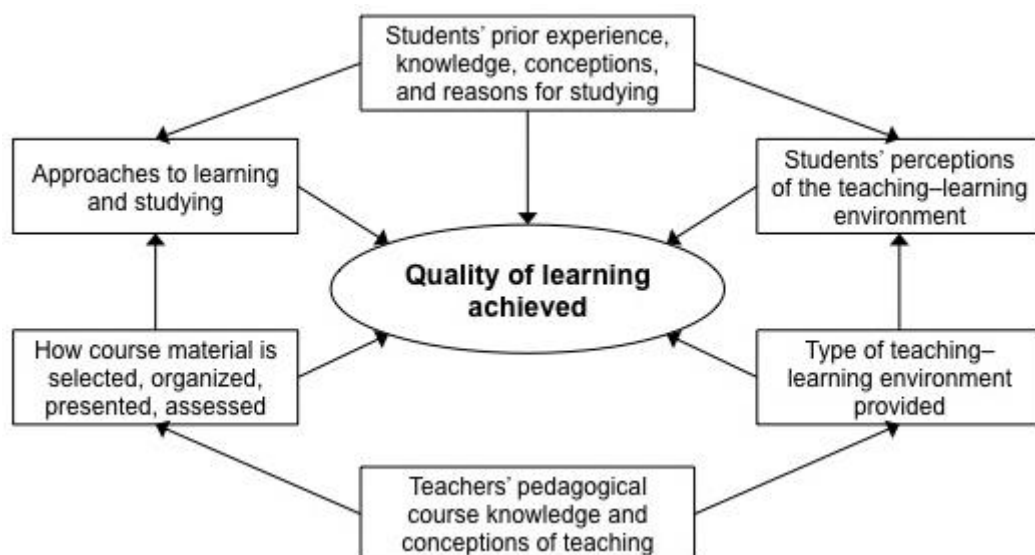 Students’ prior experience,
knowledge, conceptions,
and reasons for studying
Approaches to learning
and studying
Students’ perceptions
of the teaching–learning
environment
Quality of learning
achieved
How course material is
selected, organized,
presented, assessed
Type of teaching–
learning environment
provided
Teachers’ pedagogical
course knowledge and
conceptions of teaching